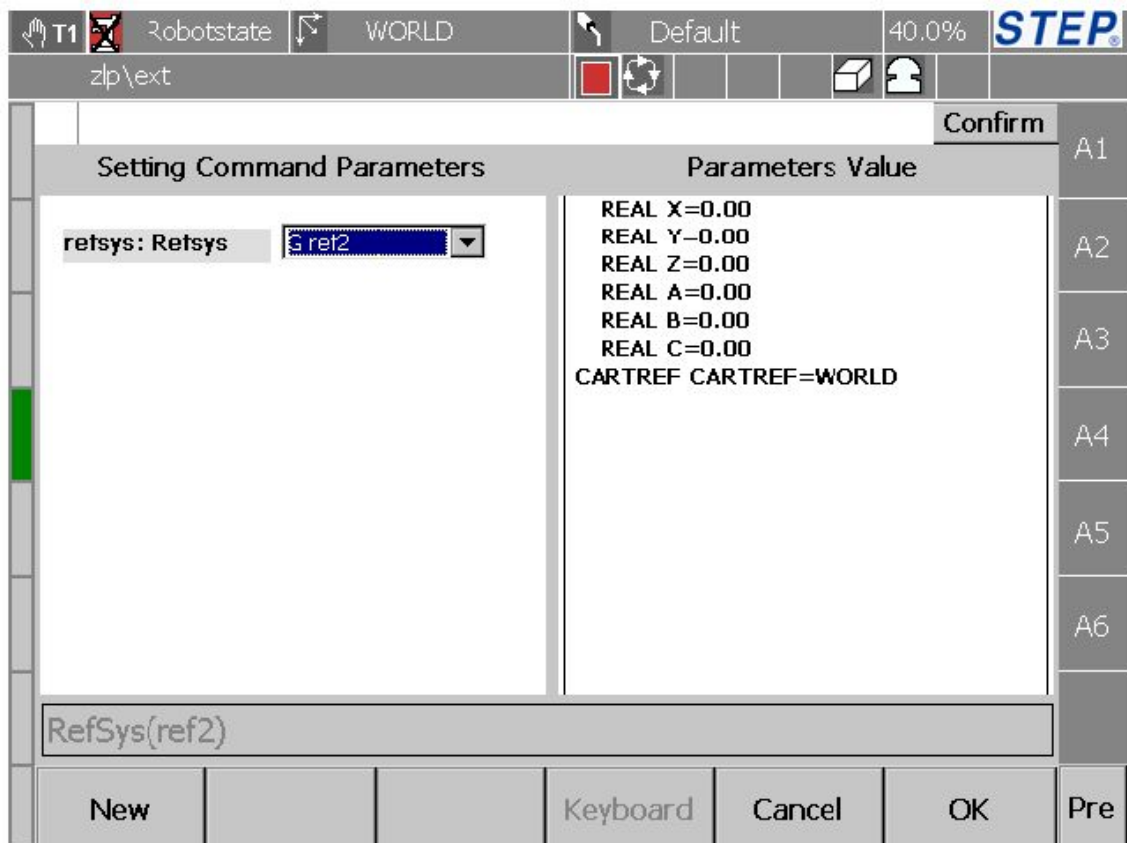 T1 Robotstate WORLD Default 40.0% STEP®
zlp\ext
Confirm
Setting Command Parameters
Parameters Value
refsys: Refsys
G ref2
REAL X=0.00
REAL Y=0.00
REAL Z=0.00
REAL A=0.00
REAL B=0.00
REAL C=0.00
CARTREF CARTREF=WORLD
A1
A2
A3
A4
A5
A6
RefSys(ref2)
New Keyboard Cancel OK Pre